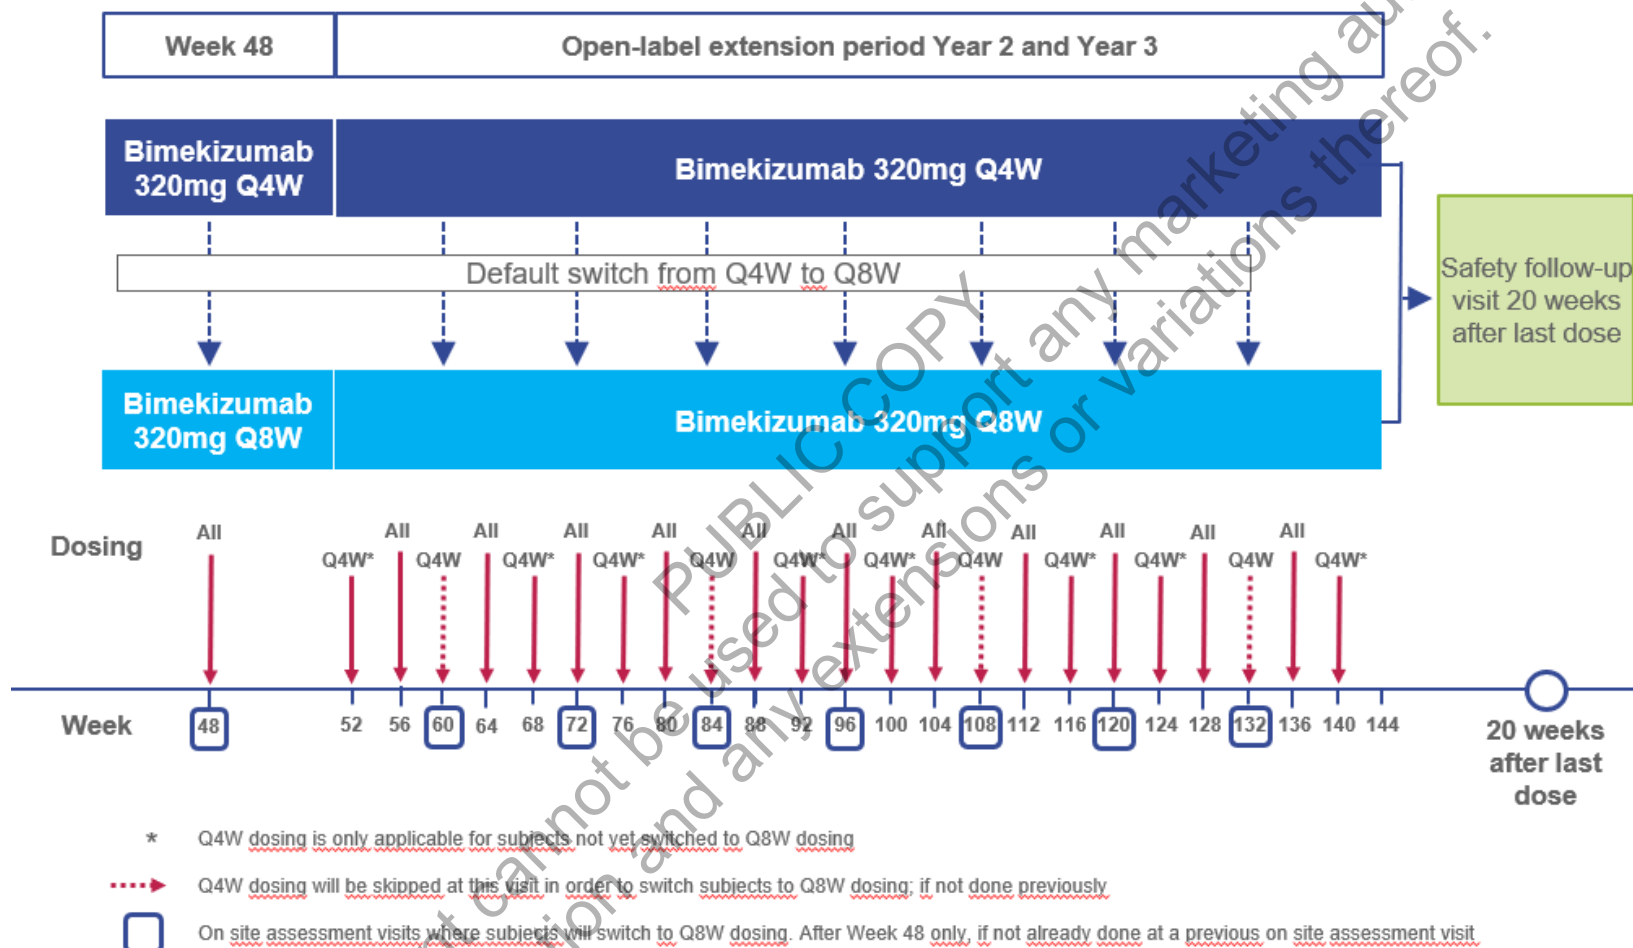 Week 48
Open-label extension period Year 2 and Year 3
Bimekizumab
320mg Q4W
Bimekizumab 320mg Q4W
Default switch from Q4W to Q8W
Safety follow-up
visit 20 weeks
after last dose
Bimekizumab
320mg Q8W
Bimekizumab 320mg Q8W
Dosing
All All All All All All All All All All All All
Q4W* Q4W Q4W* Q4W* Q4W Q4W* Q4W* Q4W Q4W* Q4W* Q4W Q4W*
Week
48 52 56 60 64 68 72 76 80 84 88 92 96 100 104 108 112 116 120 124 128 132 136 140 144
20 weeks
after last
dose
* Q4W dosing is only applicable for subjects not yet switched to Q8W dosing
Q4W dosing will be skipped at this visit in order to switch subjects to Q8W dosing; if not done previously
On site assessment visits where subjects will switch to Q8W dosing. After Week 48 only, if not already done at a previous on site assessment visit
PUBLIC COPY
cannot be used to support any marketing
and any extensions or variations thereof.